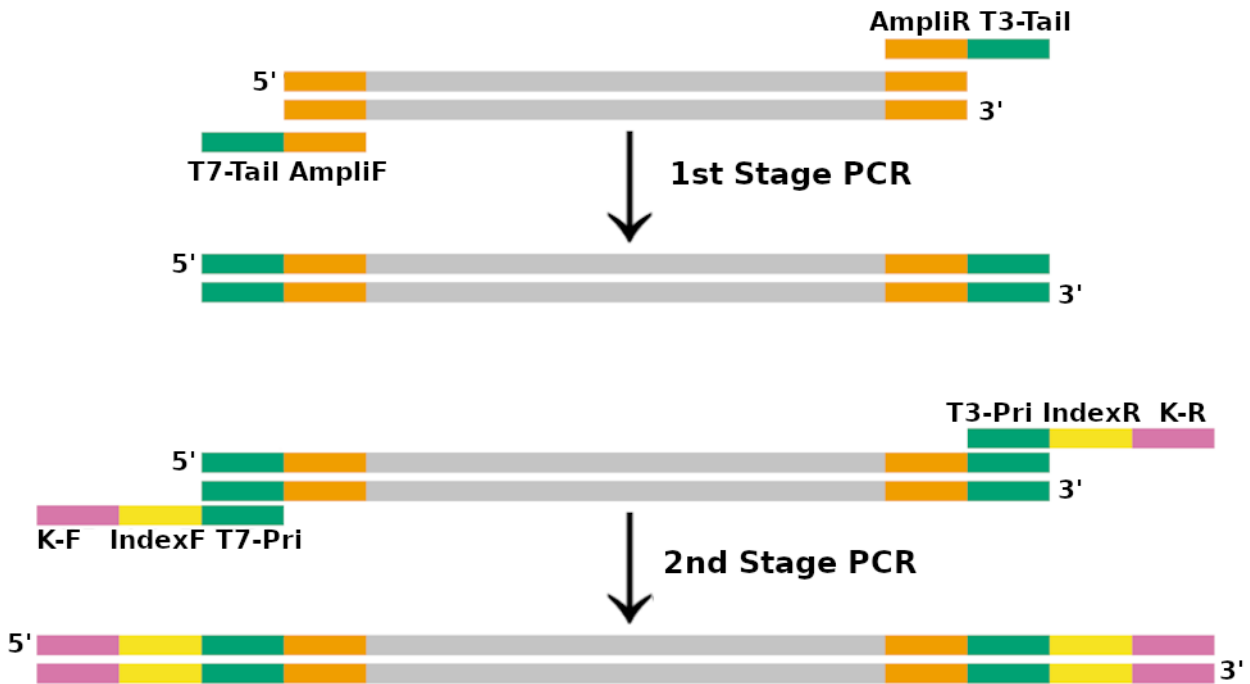 AmpliR T3-Tail
5'
3'
T7-Tail AmpliF
1st Stage PCR
5'
3'
T3-Pri IndexR K-R
5'
3'
K-F IndexF T7-Pri
2nd Stage PCR
5'
3'